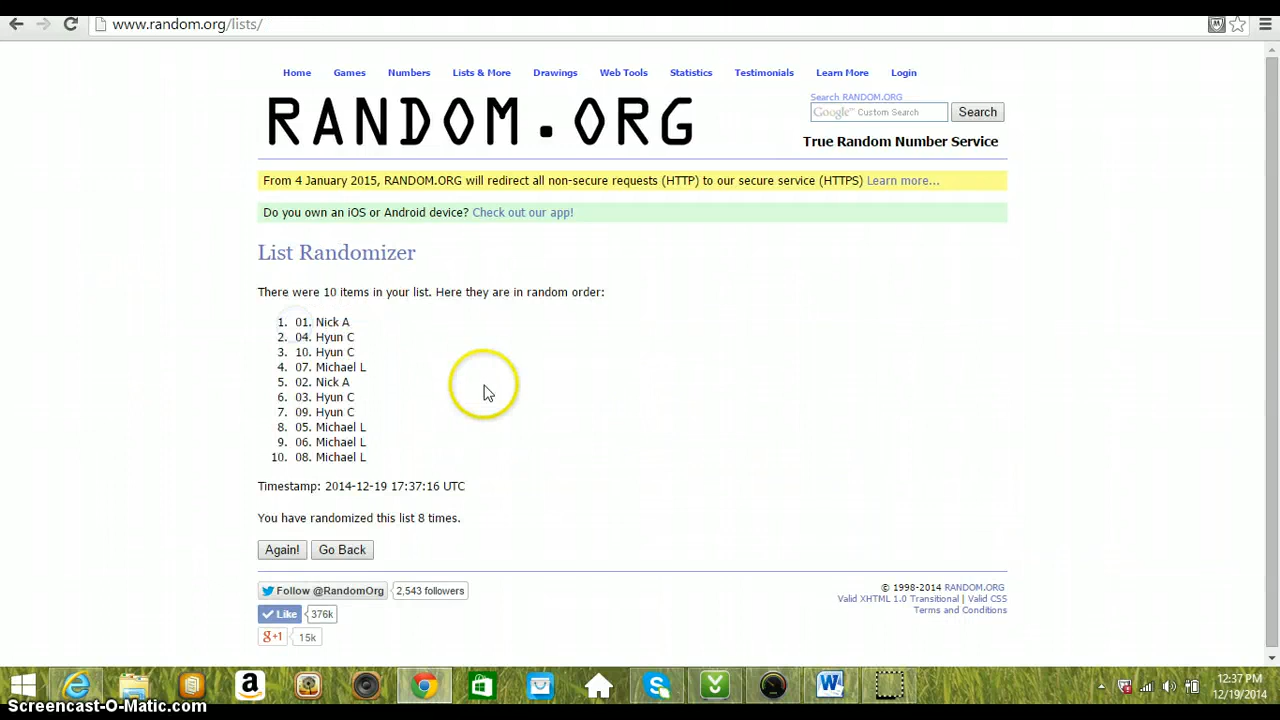 www.random.org/lists/
Home Games Numbers Lists & More Drawings Web Tools Statistics Testimonials Learn More Login
Search RANDOM.ORG
RANDOM.ORG
Google™ Custom Search Search
True Random Number Service
From 4 January 2015, RANDOM.ORG will redirect all non-secure requests (HTTP) to our secure service (HTTPS) Learn more...
Do you own an iOS or Android device? Check out our app!
List Randomizer
There were 10 items in your list. Here they are in random order:
1. 01. Nick A
2. 04. Hyun C
3. 10. Hyun C
4. 07. Michael L
5. 02. Nick A
6. 03. Hyun C
7. 09. Hyun C
8. 05. Michael L
9. 06. Michael L
10. 08. Michael L
Timestamp: 2014-12-19 17:37:16 UTC
You have randomized this list 8 times.
Again! Go Back
Follow @RandomOrg 2,543 followers
Like 376k
g+1 15k
© 1998-2014 RANDOM.ORG
Valid XHTML 1.0 Transitional | Valid CSS
Terms and Conditions
12:37 PM
12/19/2014
Screencast-O-Matic.com